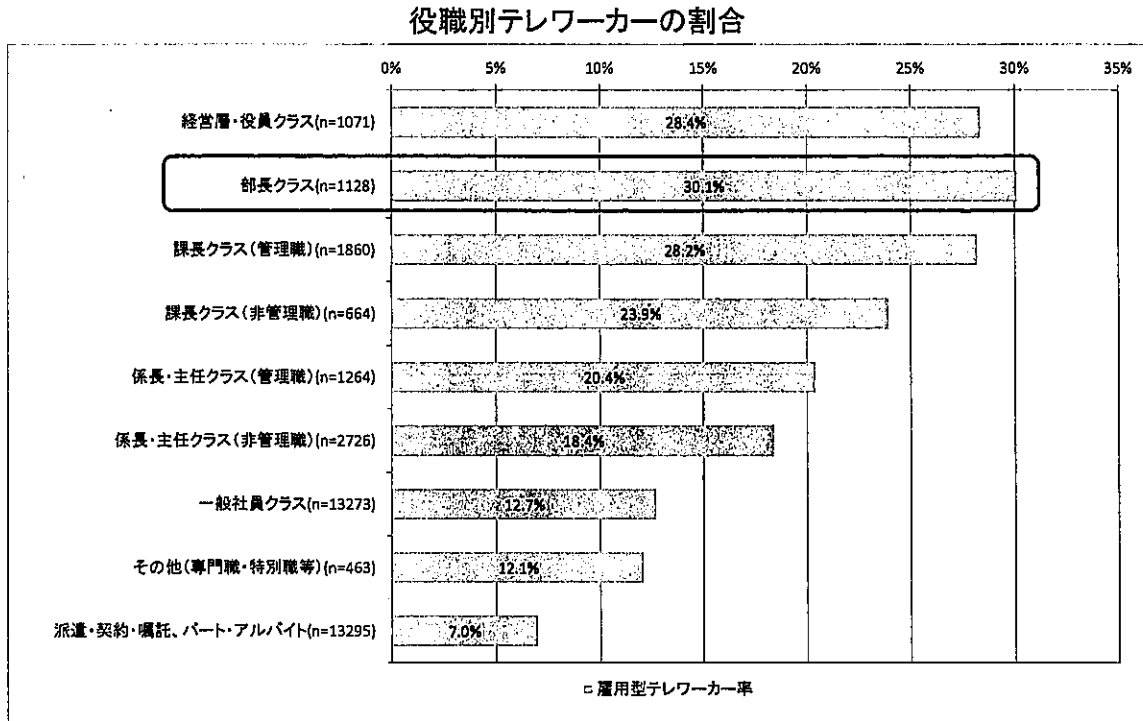 役職別テレワーカーの割合
0% 5% 10% 15% 20% 25% 30% 35%
経営層・役員クラス(n=1071) 28.4%
部長クラス(n=1128) 30.1%
課長クラス(管理職)(n=1860) 28.2%
課長クラス(非管理職)(n=664) 23.9%
係長・主任クラス(管理職)(n=1264) 20.4%
係長・主任クラス(非管理職)(n=2726) 18.4%
一般社員クラス(n=13273) 12.7%
その他(専門職・特別職等)(n=463) 12.1%
派遣・契約・嘱託、パート・アルバイト(n=13295) 7.0%
雇用型テレワーカー率